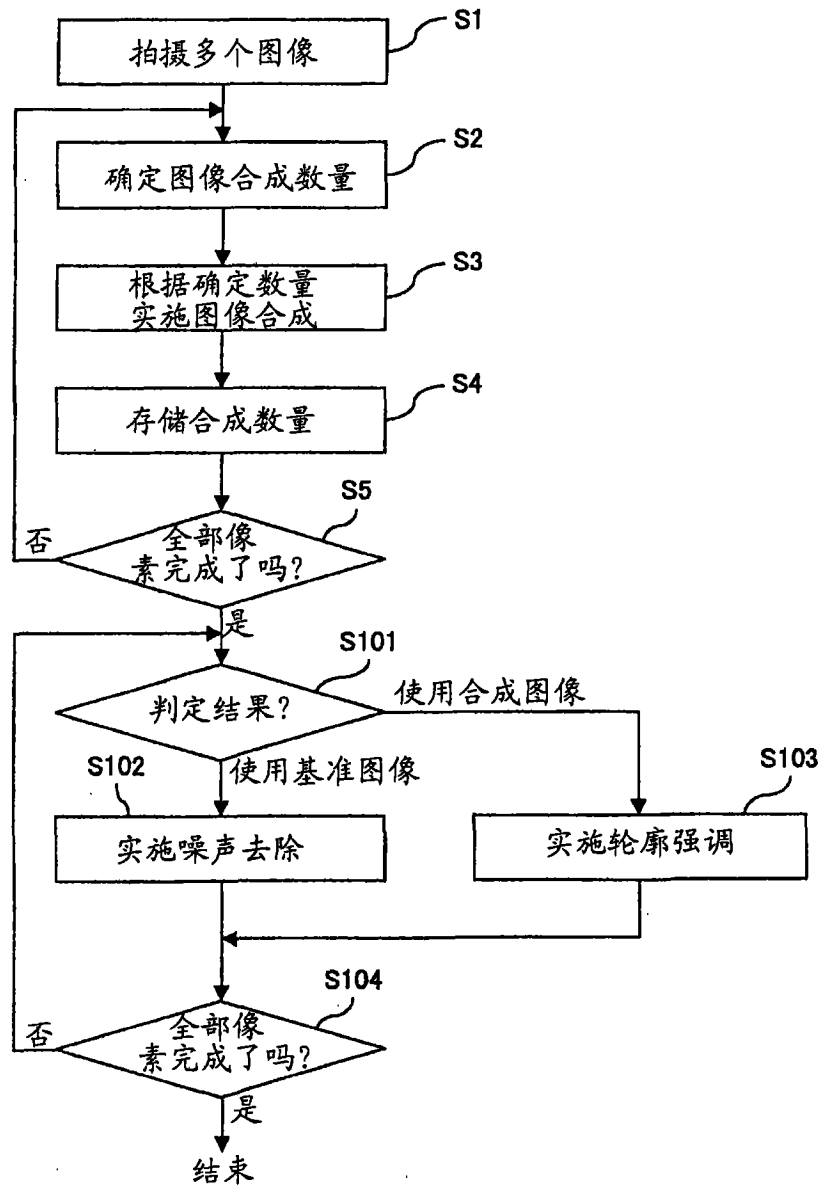 S1
拍摄多个图像
S2
确定图像合成数量
S3
根据确定数量
实施图像合成
S4
存储合成数量
S5
全部像
素完成了吗?
否
是
S101
判定结果?
使用合成图像
使用基准图像
S102
实施噪声去除
S103
实施轮廓强调
S104
全部像
素完成了吗?
否
是
结束